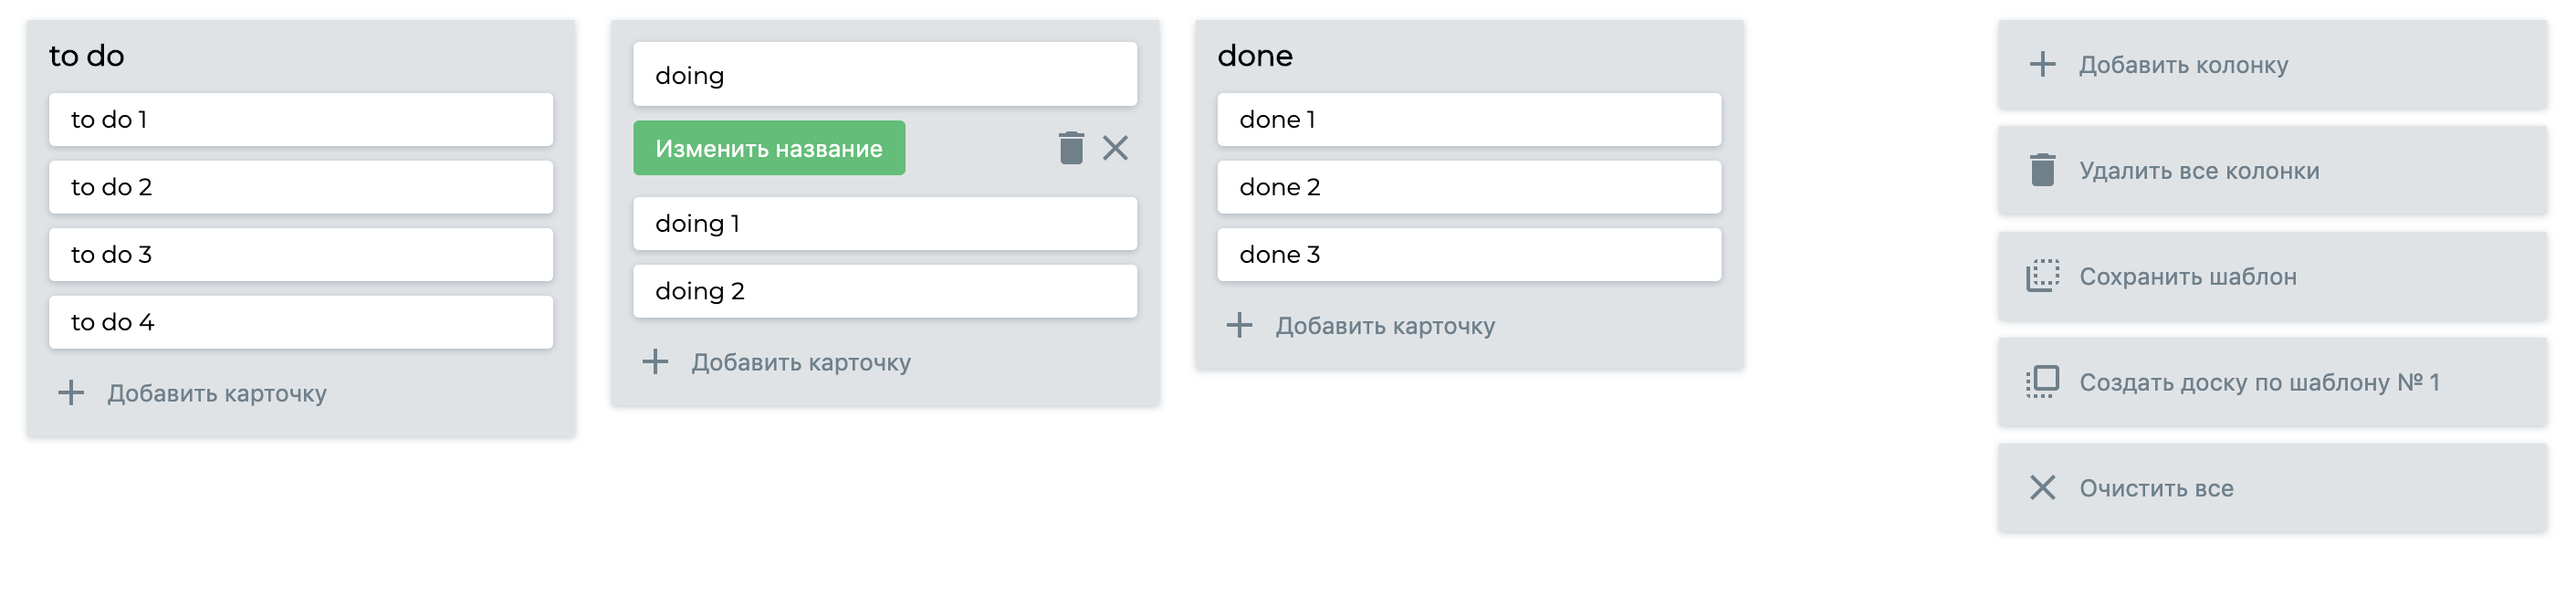 to do
to do 1
to do 2
to do 3
to do 4
Добавить карточку
doing
Изменить название
doing 1
doing 2
Добавить карточку
done
done 1
done 2
done 3
Добавить карточку
Добавить колонку
Удалить все колонки
Сохранить шаблон
Создать доску по шаблону № 1
Очистить все